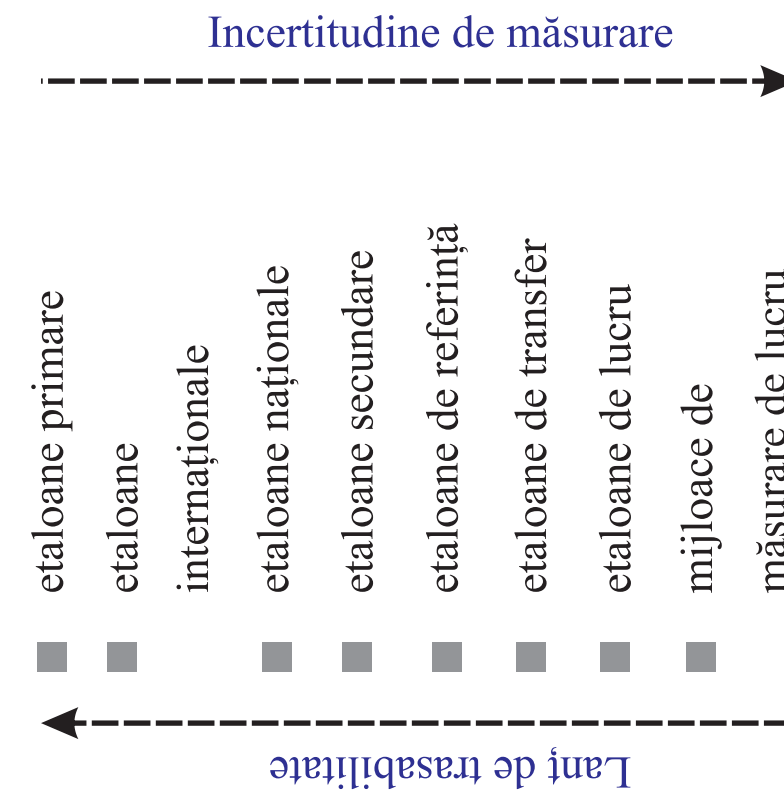 Incertitudine de măsurare
etaloane primare
etaloane
internaționale
etaloane naționale
etaloane secundare
etaloane de referință
etaloane de transfer
etaloane de lucru
mijloace de
măsurare de lucru
Lanț de trasabilitate